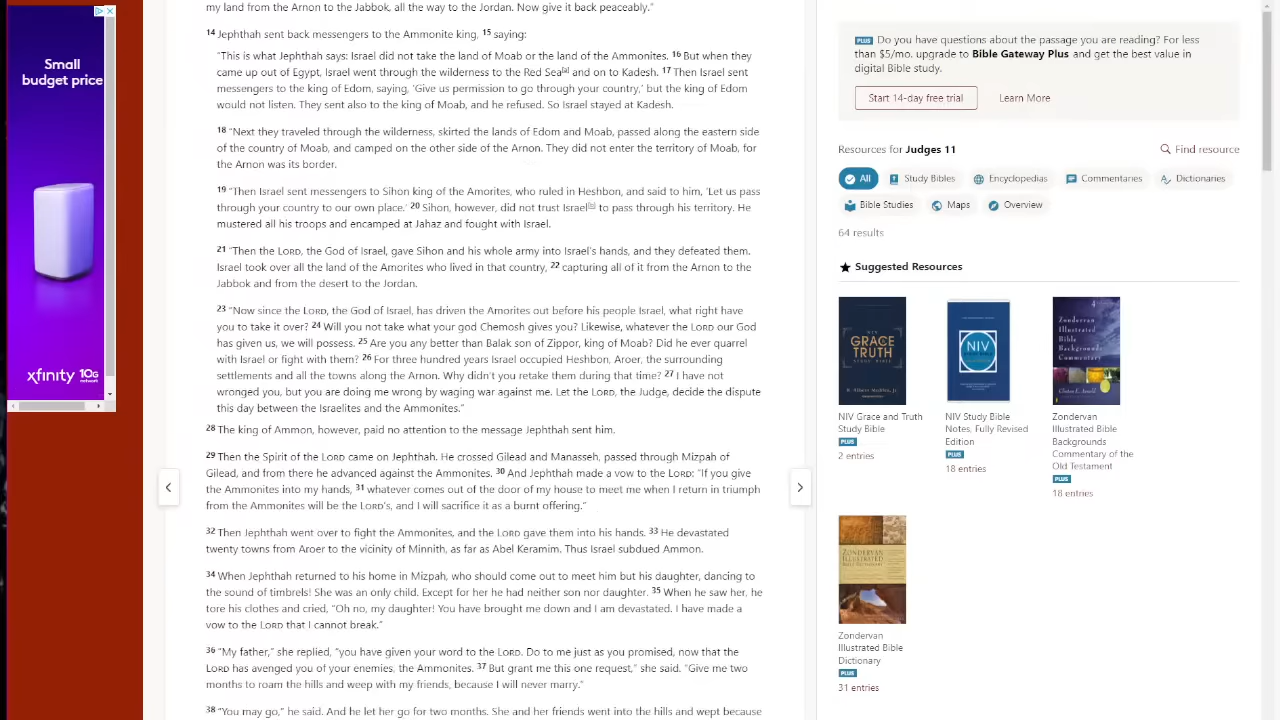 my land from the Arnon to the Jabbok, all the way to the Jordan. Now give it back peaceably.”
14 Jephthah sent back messengers to the Ammonite king, 15 saying:
“This is what Jephthah says: Israel did not take the land of Moab or the land of the Ammonites. 16 But when they
came up out of Egypt, Israel went through the wilderness to the Red Sea[a] and on to Kadesh. 17 Then Israel sent
messengers to the king of Edom, saying, ‘Give us permission to go through your country,’ but the king of Edom
would not listen. They sent also to the king of Moab, and he refused. So Israel stayed at Kadesh.
18 “Next they traveled through the wilderness, skirted the lands of Edom and Moab, passed along the eastern side
of the country of Moab, and camped on the other side of the Arnon. They did not enter the territory of Moab, for
the Arnon was its border.
19 “Then Israel sent messengers to Sihon king of the Amorites, who ruled in Heshbon, and said to him, ‘Let us pass
through your country to our own place.’ 20 Sihon, however, did not trust Israel[b] to pass through his territory. He
mustered all his troops and encamped at Jahaz and fought with Israel.
21 “Then the LORD, the God of Israel, gave Sihon and his whole army into Israel’s hands, and they defeated them.
Israel took over all the land of the Amorites who lived in that country, 22 capturing all of it from the Arnon to the
Jabbok and from the desert to the Jordan.
23 “Now since the LORD, the God of Israel, has driven the Amorites out before his people Israel, what right have
you to take it over? 24 Will you not take what your god Chemosh gives you? Likewise, whatever the LORD our God
has given us, we will possess. 25 Are you any better than Balak son of Zippor, king of Moab? Did he ever quarrel
with Israel or fight with them? 26 For three hundred years Israel occupied Heshbon, Aroer, the surrounding
settlements and all the towns along the Arnon. Why didn’t you retake them during that time? 27 I have not
wronged you, but you are doing me wrong by waging war against me. Let the LORD, the Judge, decide the dispute
this day between the Israelites and the Ammonites.”
28 The king of Ammon, however, paid no attention to the message Jephthah sent him.
29 Then the Spirit of the LORD came on Jephthah. He crossed Gilead and Manasseh, passed through Mizpah of
Gilead, and from there he advanced against the Ammonites. 30 And Jephthah made a vow to the LORD: “If you give
the Ammonites into my hands, 31 whatever comes out of the door of my house to meet me when I return in triumph
from the Ammonites will be the LORD’s, and I will sacrifice it as a burnt offering.”
32 Then Jephthah went over to fight the Ammonites, and the LORD gave them into his hands. 33 He devastated
twenty towns from Aroer to the vicinity of Minnith, as far as Abel Keramim. Thus Israel subdued Ammon.
34 When Jephthah returned to his home in Mizpah, who should come out to meet him but his daughter, dancing to
the sound of timbrels! She was an only child. Except for her he had neither son nor daughter. 35 When he saw her, he
tore his clothes and cried, “Oh no, my daughter! You have brought me down and I am devastated. I have made a
vow to the LORD that I cannot break.”
36 “My father,” she replied, “you have given your word to the LORD. Do to me just as you promised, now that the
LORD has avenged you of your enemies, the Ammonites. 37 But grant me this one request,” she said. “Give me two
months to roam the hills and weep with my friends, because I will never marry.”
38 “You may go,” he said. And he let her go for two months. She and her friends went into the hills and wept because
Small
budget price
xfinity 10G
network
PLUS Do you have questions about the passage you are reading? For less
than $5/mo. upgrade to Bible Gateway Plus and get the best value in
digital Bible study.
Start 14-day free trial Learn More
Resources for Judges 11 Find resource
All Study Bibles Encyclopedias Commentaries Dictionaries
Bible Studies Maps Overview
64 results
Suggested Resources
NIV
GRACE
TRUTH
NIV
Zondervan
Illustrated
Bible
Backgrounds
Commentary
NIV Grace and Truth
Study Bible
PLUS
2 entries
NIV Study Bible
Notes, Fully Revised
Edition
PLUS
18 entries
Zondervan
Illustrated Bible
Backgrounds
Commentary of the
Old Testament
PLUS
18 entries
ZONDERVAN
ILLUSTRATED
BIBLE DICTIONARY
Zondervan
Illustrated Bible
Dictionary
PLUS
31 entries